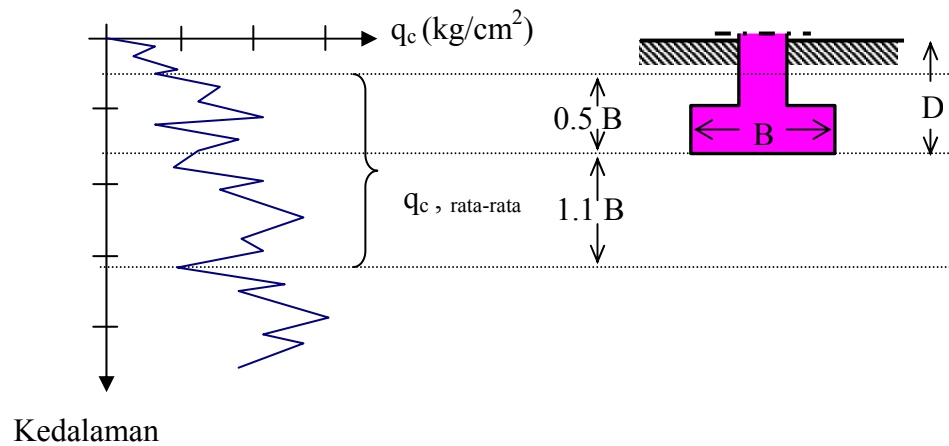 q_c (kg/cm²)
0.5 B
D
B
q_c , rata-rata
1.1 B
Kedalaman